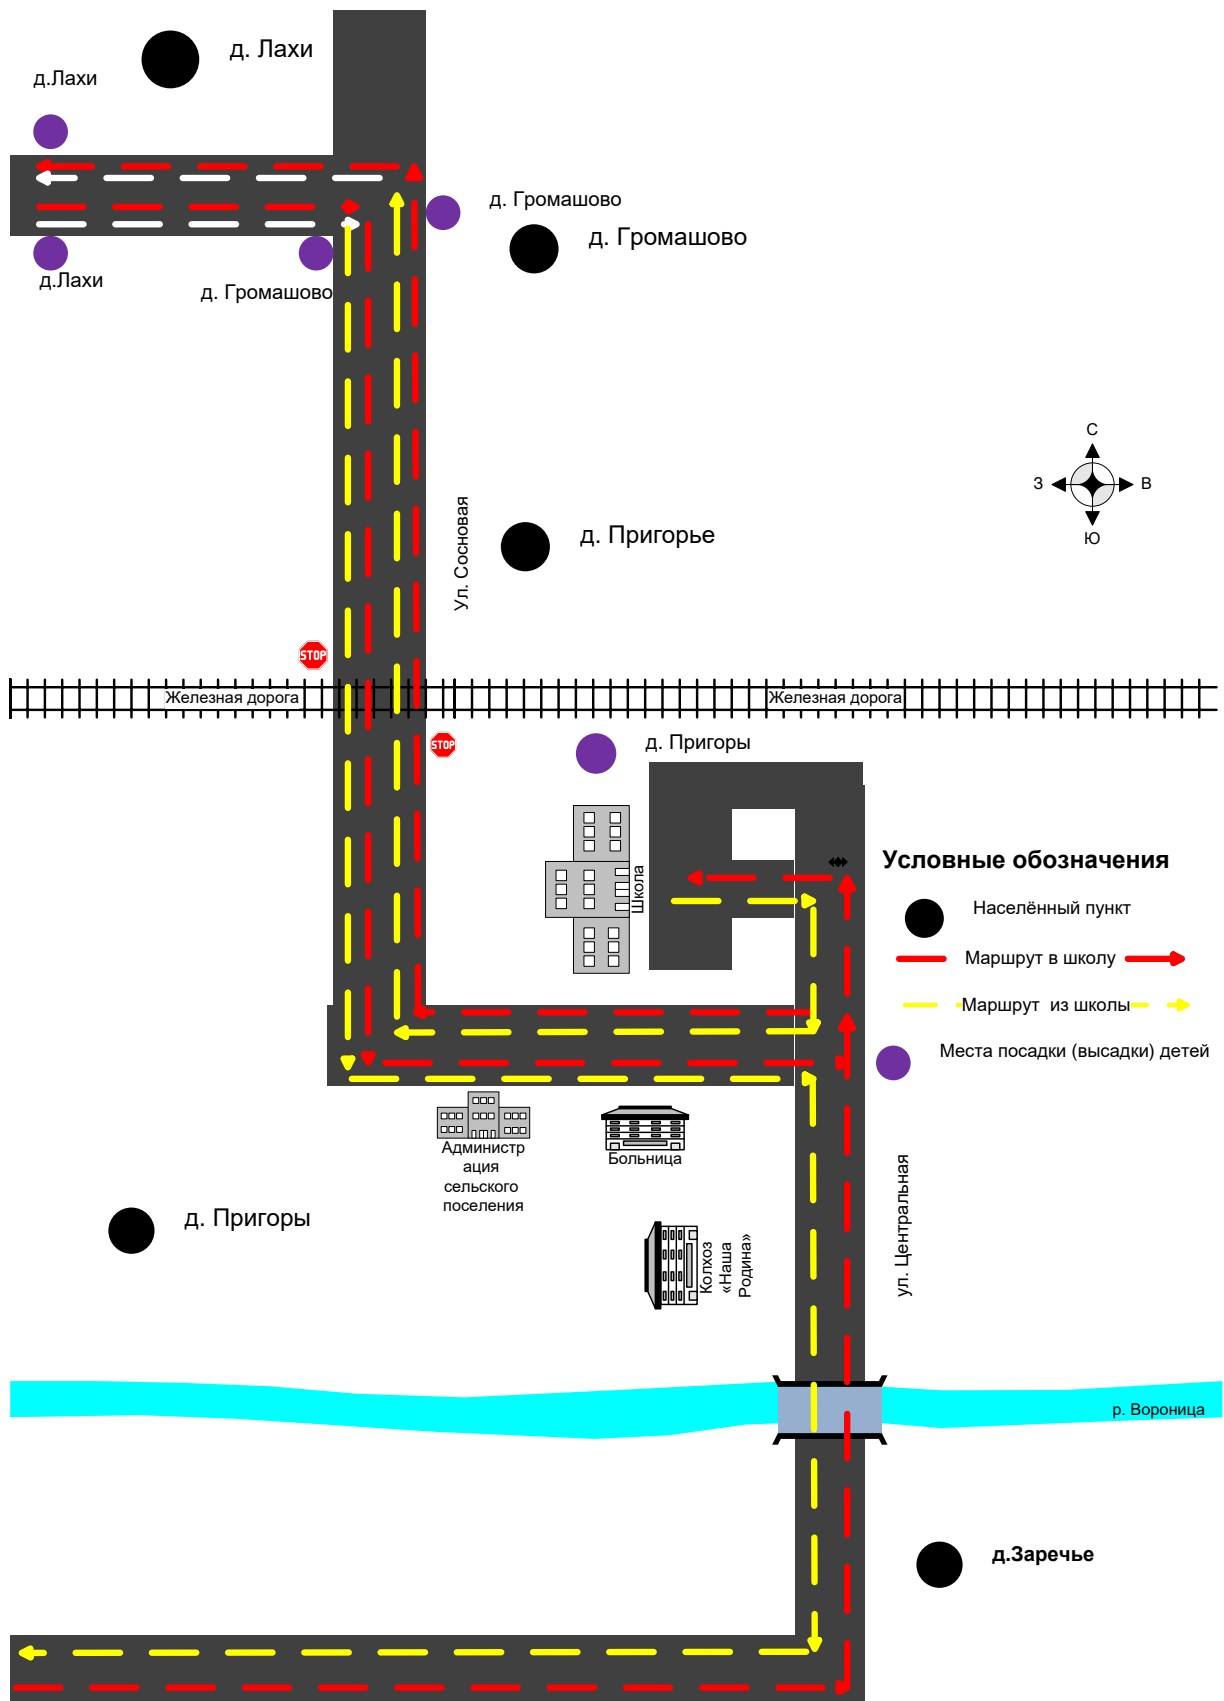 д. Лахи
д.Лахи
д. Громашово
д. Громашово
д.Лахи
д. Громашово
С
З
В
Ю
Ул. Сосновая
д. Пригорье
STOP
Железная дорога
Железная дорога
STOP
д. Пригоры
Школа
Условные обозначения
Населённый пункт
Маршрут в школу
Маршрут из школы
Места посадки (высадки) детей
Администр
ация
сельского
поселения
Больница
ул. Центральная
д. Пригоры
Колхоз
«Наша
Родина»
р. Вороница
д.Заречье